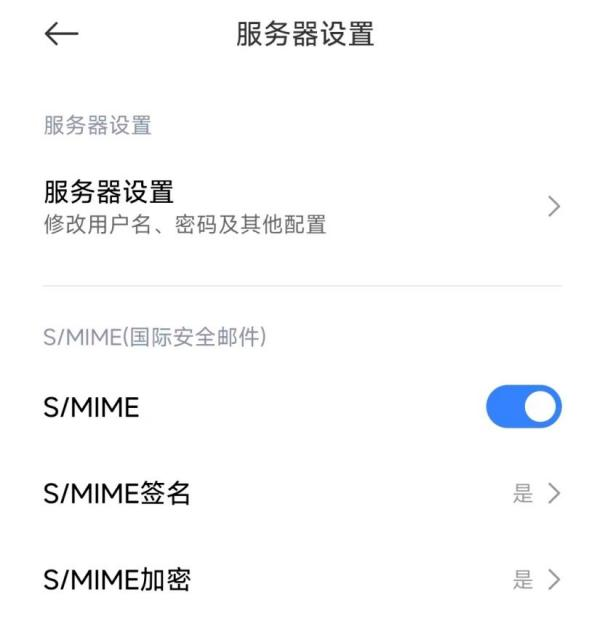 服务器设置
服务器设置
服务器设置
修改用户名、密码及其他配置
S/MIME(国际安全邮件)
S/MIME
S/MIME签名 是
S/MIME加密 是